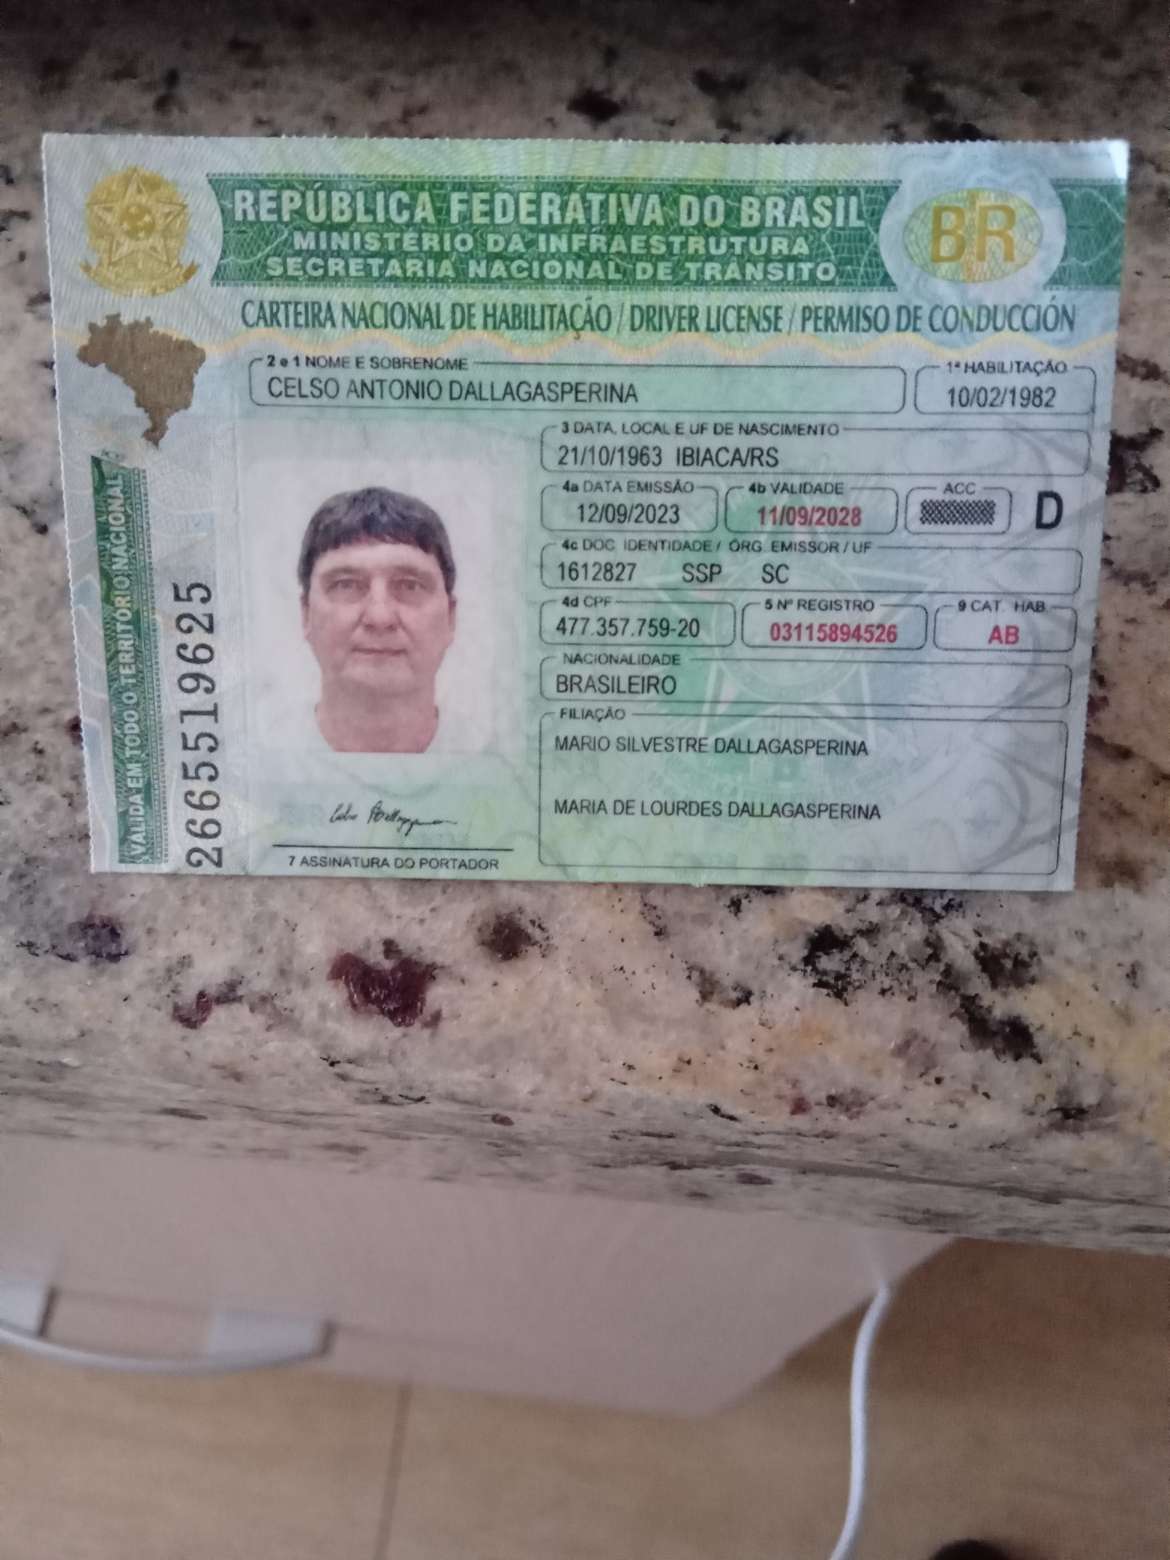 REPÚBLICA FEDERATIVA DO BRASIL
MINISTÉRIO DA INFRAESTRUTURA
SECRETARIA NACIONAL DE TRÂNSITO
BR
CARTEIRA NACIONAL DE HABILITAÇÃO / DRIVER LICENSE / PERMISO DE CONDUCCIÓN
2 e 1 NOME E SOBRENOME
CELSO ANTONIO DALLAGASPERINA
1ª HABILITAÇÃO
10/02/1982
3 DATA, LOCAL E UF DE NASCIMENTO
21/10/1963 IBIACA/RS
4a DATA EMISSÃO
12/09/2023
4b VALIDADE
11/09/2028
ACC
D
4c DOC. IDENTIDADE / ÓRG. EMISSOR / UF
1612827 SSP SC
4d CPF
477.357.759-20
5 Nº REGISTRO
03115894526
9 CAT. HAB.
AB
NACIONALIDADE
BRASILEIRO
FILIAÇÃO
MARIO SILVESTRE DALLAGASPERINA
MARIA DE LOURDES DALLAGASPERINA
7 ASSINATURA DO PORTADOR
VÁLIDA EM TODO O TERRITÓRIO NACIONAL
2665519625